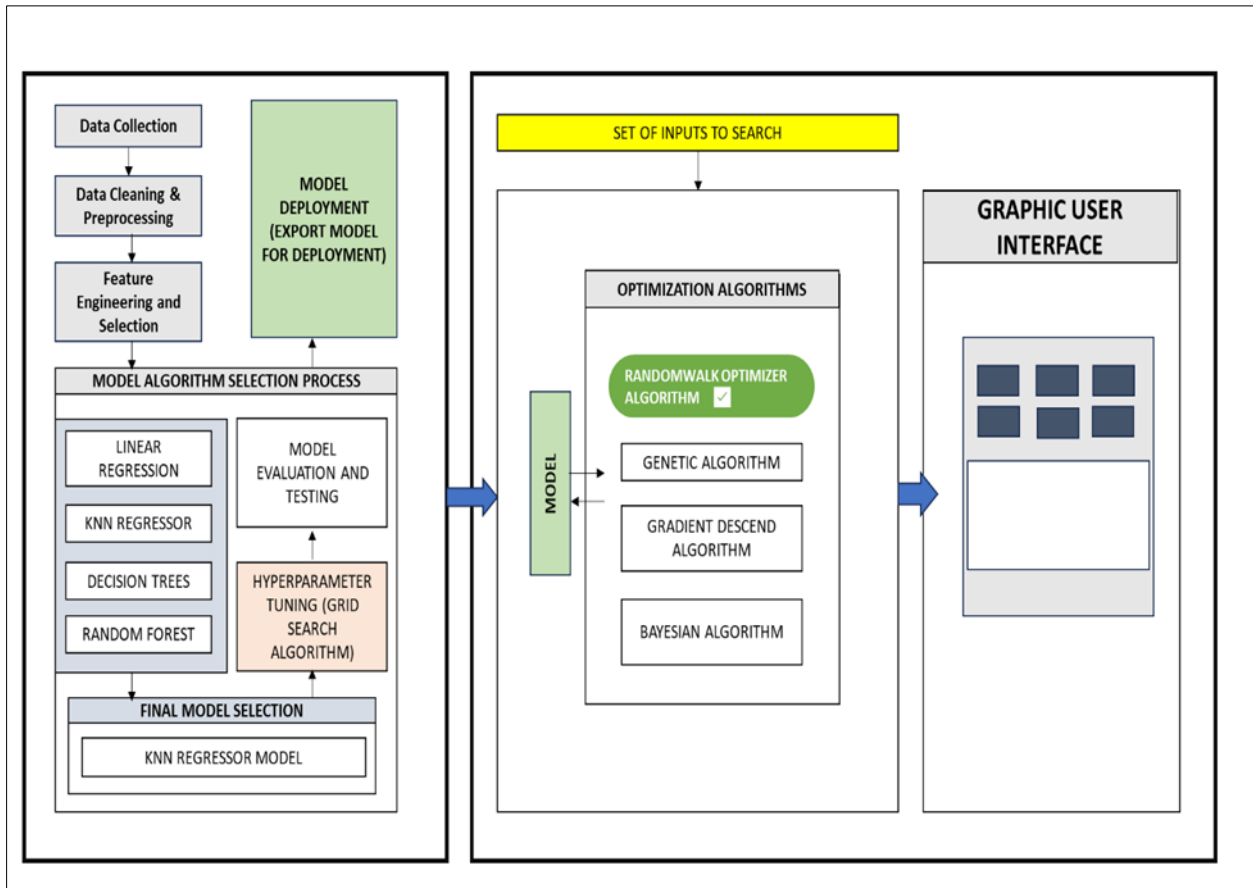 Data Collection
Data Cleaning &
Preprocessing
Feature
Engineering and
Selection
MODEL
DEPLOYMENT
(EXPORT MODEL
FOR DEPLOYMENT)
MODEL ALGORITHM SELECTION PROCESS
LINEAR
REGRESSION
KNN REGRESSOR
DECISION TREES
RANDOM FOREST
MODEL
EVALUATION AND
TESTING
HYPERPARAMETER
TUNING (GRID
SEARCH
ALGORITHM)
FINAL MODEL SELECTION
KNN REGRESSOR MODEL
SET OF INPUTS TO SEARCH
MODEL
OPTIMIZATION ALGORITHMS
RANDOMWALK OPTIMIZER
ALGORITHM
GENETIC ALGORITHM
GRADIENT DESCEND
ALGORITHM
BAYESIAN ALGORITHM
GRAPHIC USER
INTERFACE